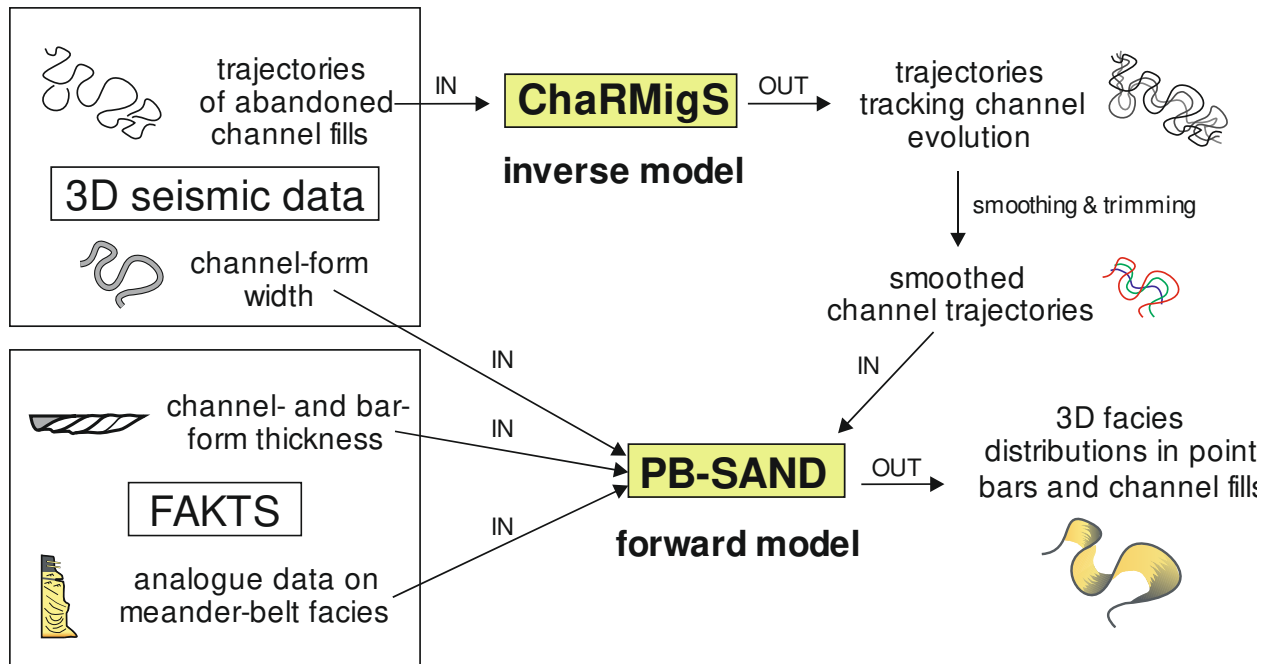 trajectories
of abandoned
channel fills
IN
ChaRMigS
inverse model
OUT
trajectories
tracking channel
evolution
3D seismic data
smoothing & trimming
channel-form
width
smoothed
channel trajectories
IN
IN
channel- and bar-
form thickness
IN
FAKTS
PB-SAND
forward model
OUT
3D facies
distributions in point
bars and channel fills
IN
analogue data on
meander-belt facies